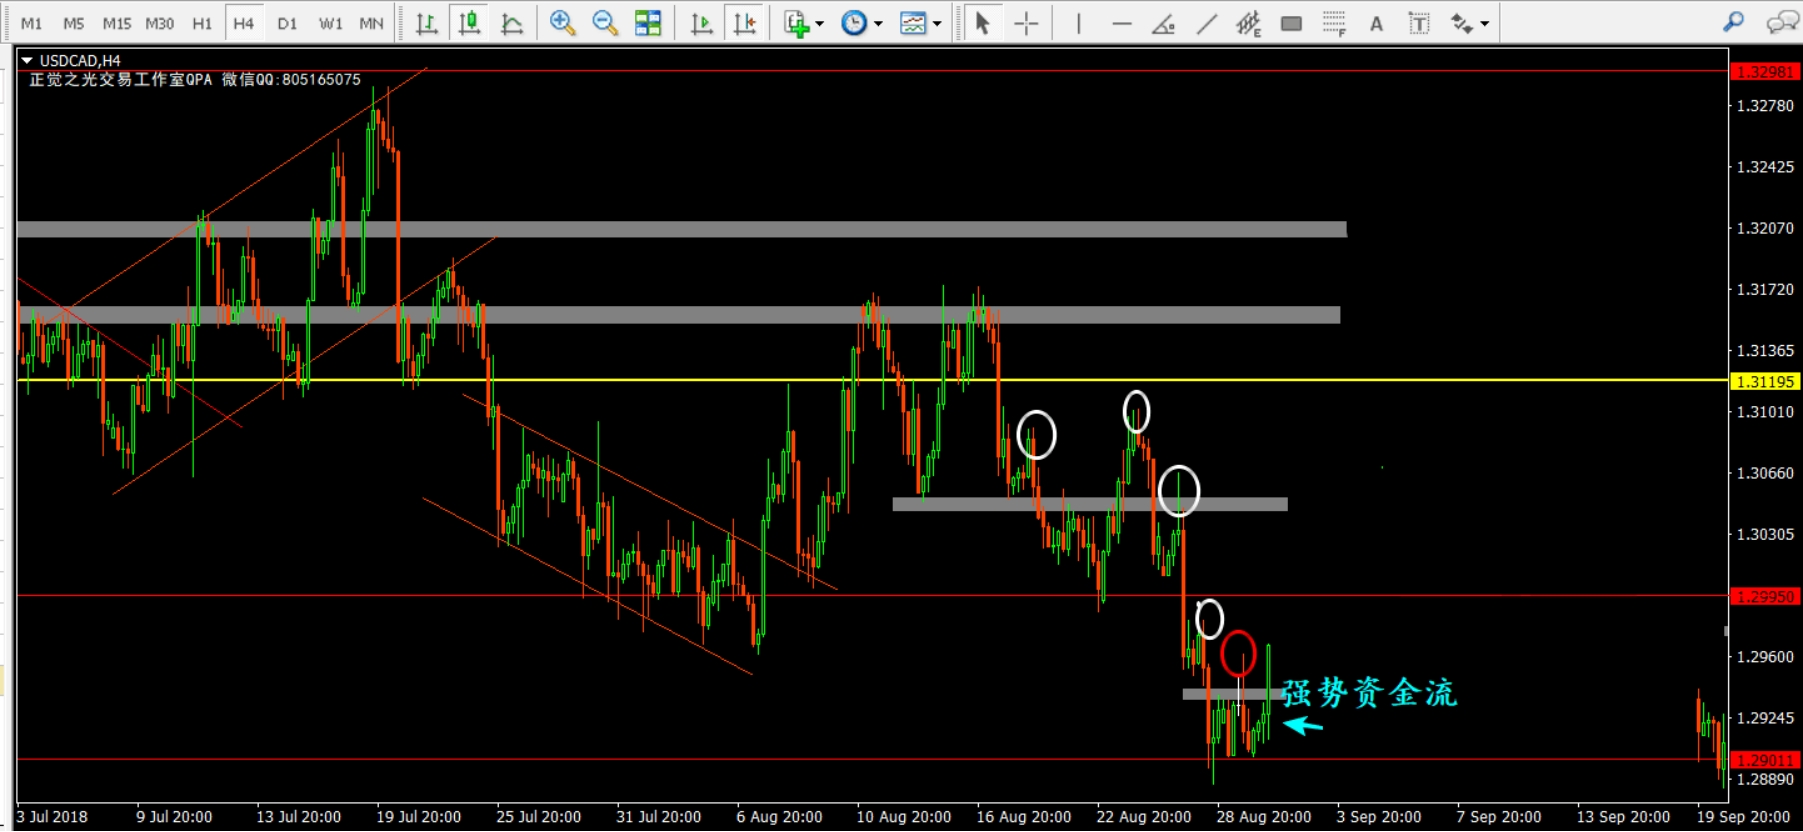 M1 M5 M15 M30 H1 H4 D1 W1 MN
E F A T
USDCAD,H4
正觉之光交易工作室QPA 微信QQ:805165075
1.32981
1.32780
1.32425
1.32070
1.31720
1.31365
1.31195
1.31010
1.30660
1.30305
1.29950
1.29600
强势资金流
1.29245
1.29011
1.28890
3 Jul 2018 9 Jul 20:00 13 Jul 20:00 19 Jul 20:00 25 Jul 20:00 31 Jul 20:00 6 Aug 20:00 10 Aug 20:00 16 Aug 20:00 22 Aug 20:00 28 Aug 20:00 3 Sep 20:00 7 Sep 20:00 13 Sep 20:00 19 Sep 20:00